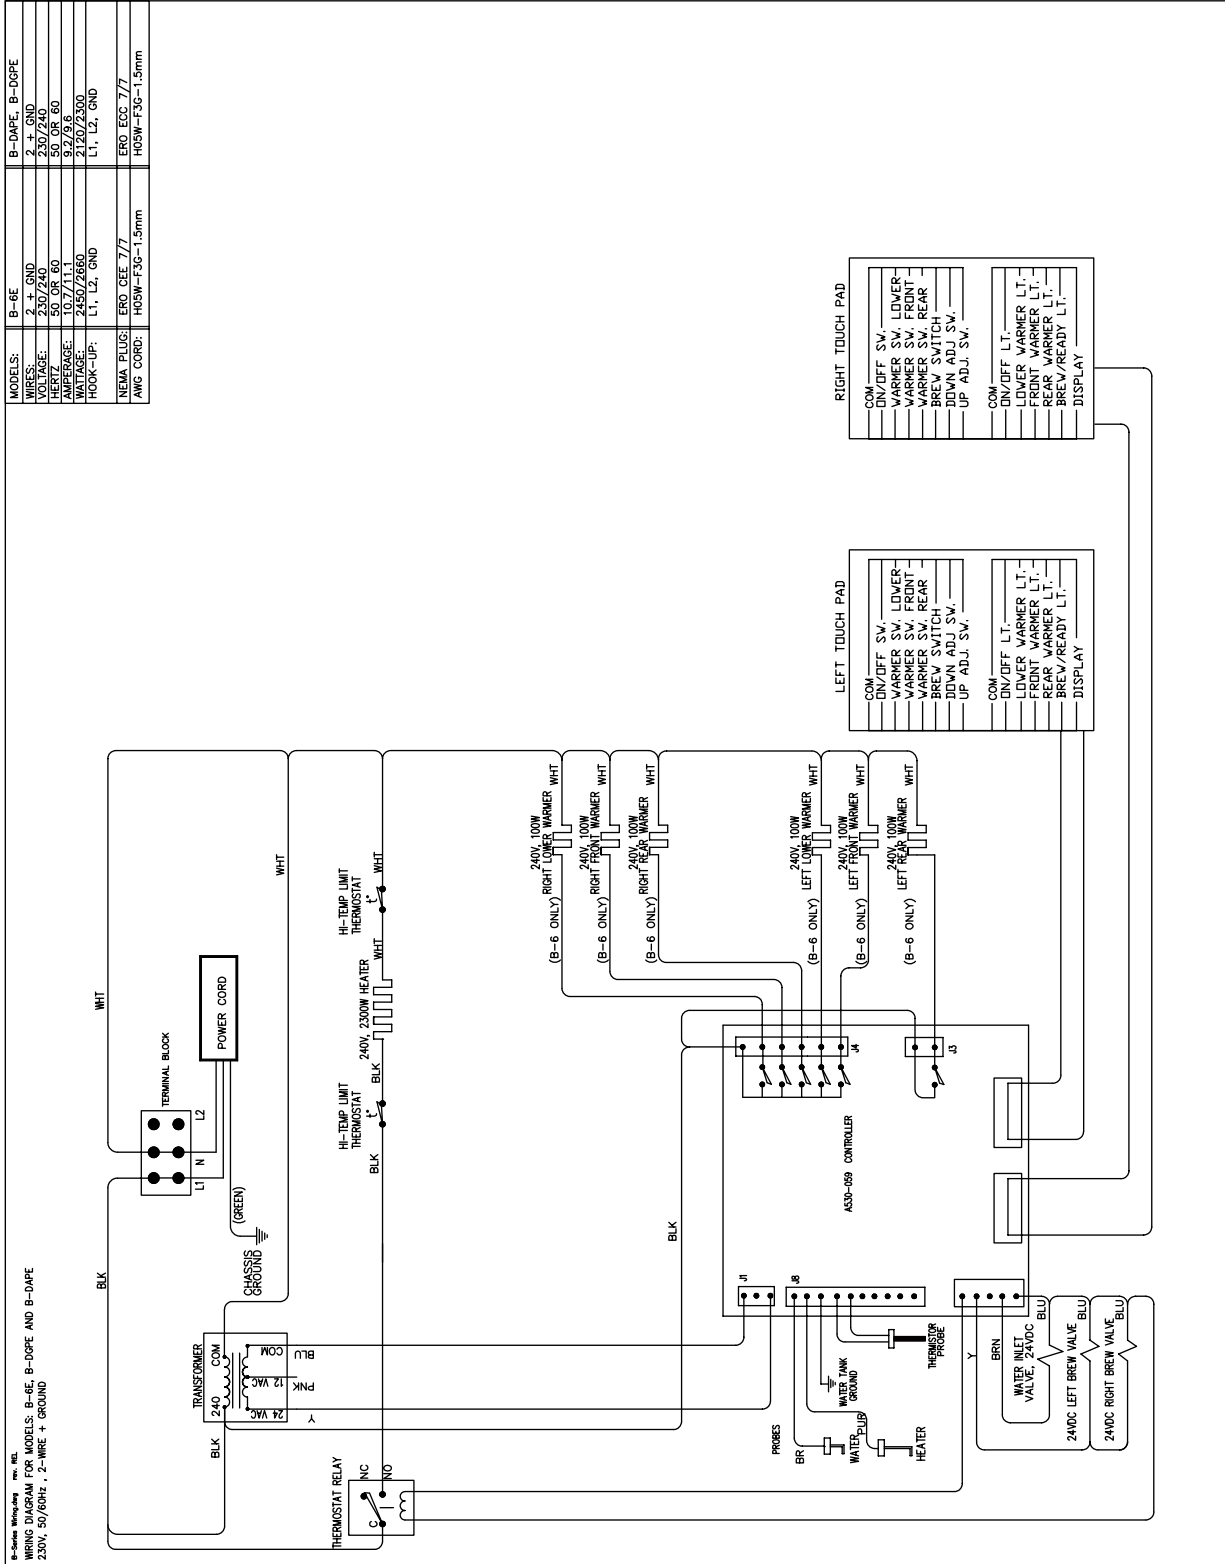 B-Series Wiring.dwg rev. REL
WIRING DIAGRAM FOR MODELS: B-6E, B-DGPE AND B-DAPE
230V, 50/60Hz , 2-WIRE + GROUND
MODELS: B-6E B-DAPE, B-DGPE
WIRES: 2 + GND 2 + GND
VOLTAGE: 230/240 230/240
HERTZ 50 OR 60 50 OR 60
AMPERAGE: 10.7/11.1 9.2/9.6
WATTAGE: 2450/2660 2120/2300
HOOK-UP: L1, L2, GND L1, L2, GND
NEMA PLUG: ERO CEE 7/7 ERO ECC 7/7
AWG CORD: H05W-F3G-1.5mm H05W-F3G-1.5mm
BLK
WHT
TERMINAL BLOCK
L1
N
L2
POWER CORD
(GREEN)
CHASSIS
GROUND
WHT
TRANSFORMER
240
COM
BLK
24 VAC
12 VAC
COM
Y
PNK
BLU
THERMOSTAT RELAY
NC
NO
C
BLK
HI-TEMP LIMIT
THERMOSTAT
t°
BLK
240V, 2300W HEATER
WHT
HI-TEMP LIMIT
THERMOSTAT
t°
WHT
(B-6 ONLY)
240V, 100W
RIGHT LOWER WARMER
WHT
(B-6 ONLY)
240V, 100W
RIGHT FRONT WARMER
WHT
(B-6 ONLY)
240V, 100W
RIGHT REAR WARMER
WHT
(B-6 ONLY)
240V, 100W
LEFT LOWER WARMER
WHT
(B-6 ONLY)
240V, 100W
LEFT FRONT WARMER
WHT
(B-6 ONLY)
240V, 100W
LEFT REAR WARMER
WHT
BLK
J1
J8
J4
J3
A530-059 CONTROLLER
PROBES
BR
WATER
PUR
HEATER
WATER TANK
GROUND
THERMISTOR
PROBE
Y
BRN
WATER INLET
VALVE, 24VDC
BLU
24VDC LEFT BREW VALVE
BLU
24VDC RIGHT BREW VALVE
BLU
LEFT TOUCH PAD
COM
ON/OFF SW.
WARMER SW. LOWER
WARMER SW. FRONT
WARMER SW. REAR
BREW SWITCH
DOWN ADJ SW.
UP ADJ. SW.
COM
ON/OFF LT.
LOWER WARMER LT.
FRONT WARMER LT.
REAR WARMER LT.
BREW/READY LT.
DISPLAY
RIGHT TOUCH PAD
COM
ON/OFF SW.
WARMER SW. LOWER
WARMER SW. FRONT
WARMER SW. REAR
BREW SWITCH
DOWN ADJ SW.
UP ADJ. SW.
COM
ON/OFF LT.
LOWER WARMER LT.
FRONT WARMER LT.
REAR WARMER LT.
BREW/READY LT.
DISPLAY